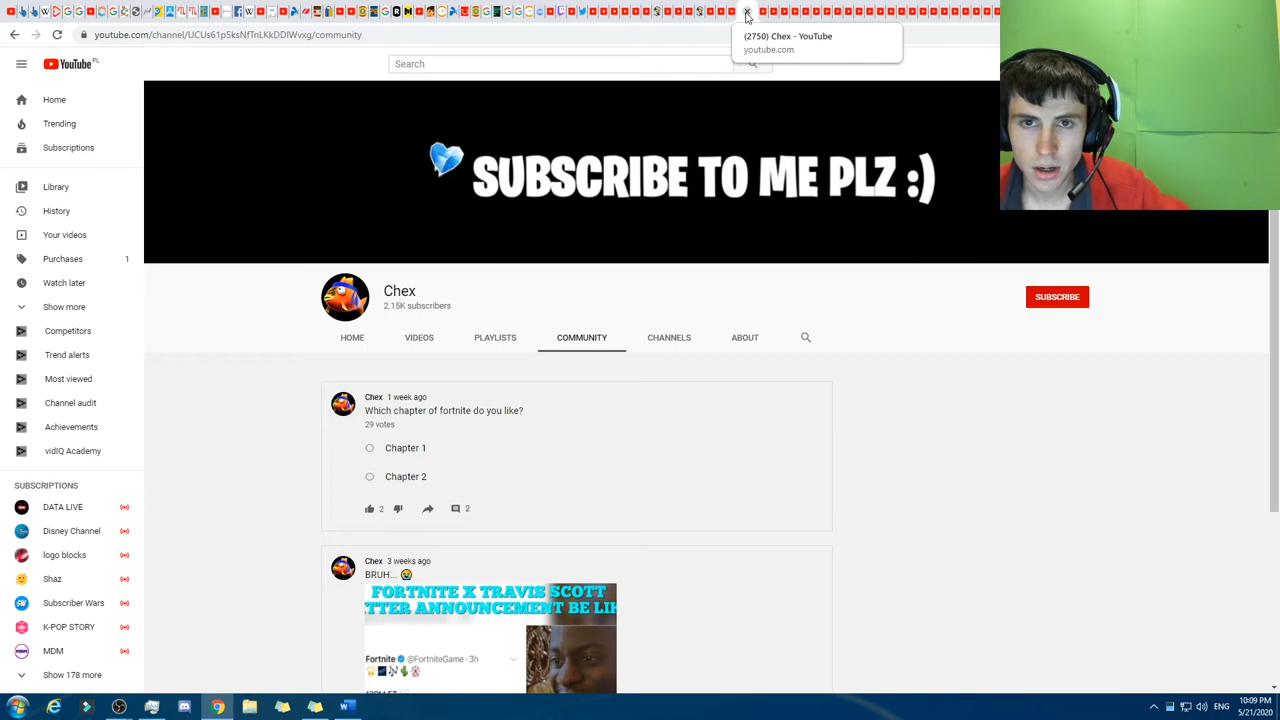 (2750) Chex - YouTube
youtube.com
youtube.com/channel/UCUs61p5ksNfTnLKkDDIWvxg/community
YouTube PL
Search
Home
Trending
Subscriptions
Library
History
Your videos
Purchases 1
Watch later
Show more
Competitors
Trend alerts
Most viewed
Channel audit
Achievements
vidIQ Academy
SUBSCRIPTIONS
DATA LIVE
Disney Channel
logo blocks
Shaz
Subscriber Wars
K-POP STORY
MDM
Show 178 more
SUBSCRIBE TO ME PLZ :)
Chex
2.15K subscribers
SUBSCRIBE
HOME VIDEOS PLAYLISTS COMMUNITY CHANNELS ABOUT
Chex 1 week ago
Which chapter of fortnite do you like?
29 votes
Chapter 1
Chapter 2
2 2
Chex 3 weeks ago
BRUH... 😭
FORTNITE X TRAVIS SCOTT
TTER ANNOUNCEMENT BE LIK
Fortnite @FortniteGame · 3h
ENG
10:09 PM
5/21/2020